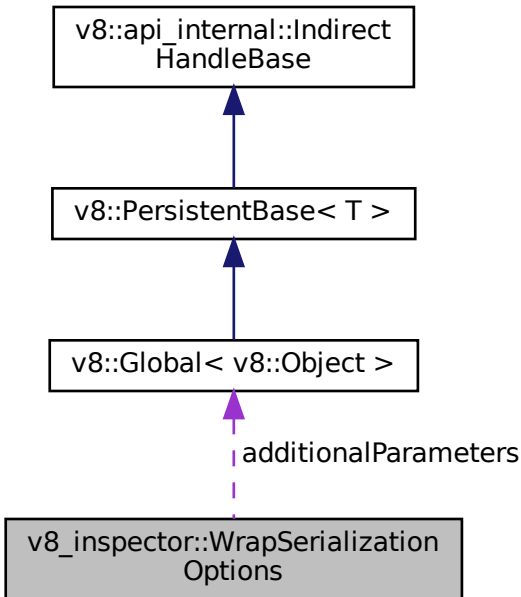 v8::api_internal::Indirect
HandleBase
v8::PersistentBase< T >
v8::Global< v8::Object >
additionalParameters
v8_inspector::WrapSerialization
Options